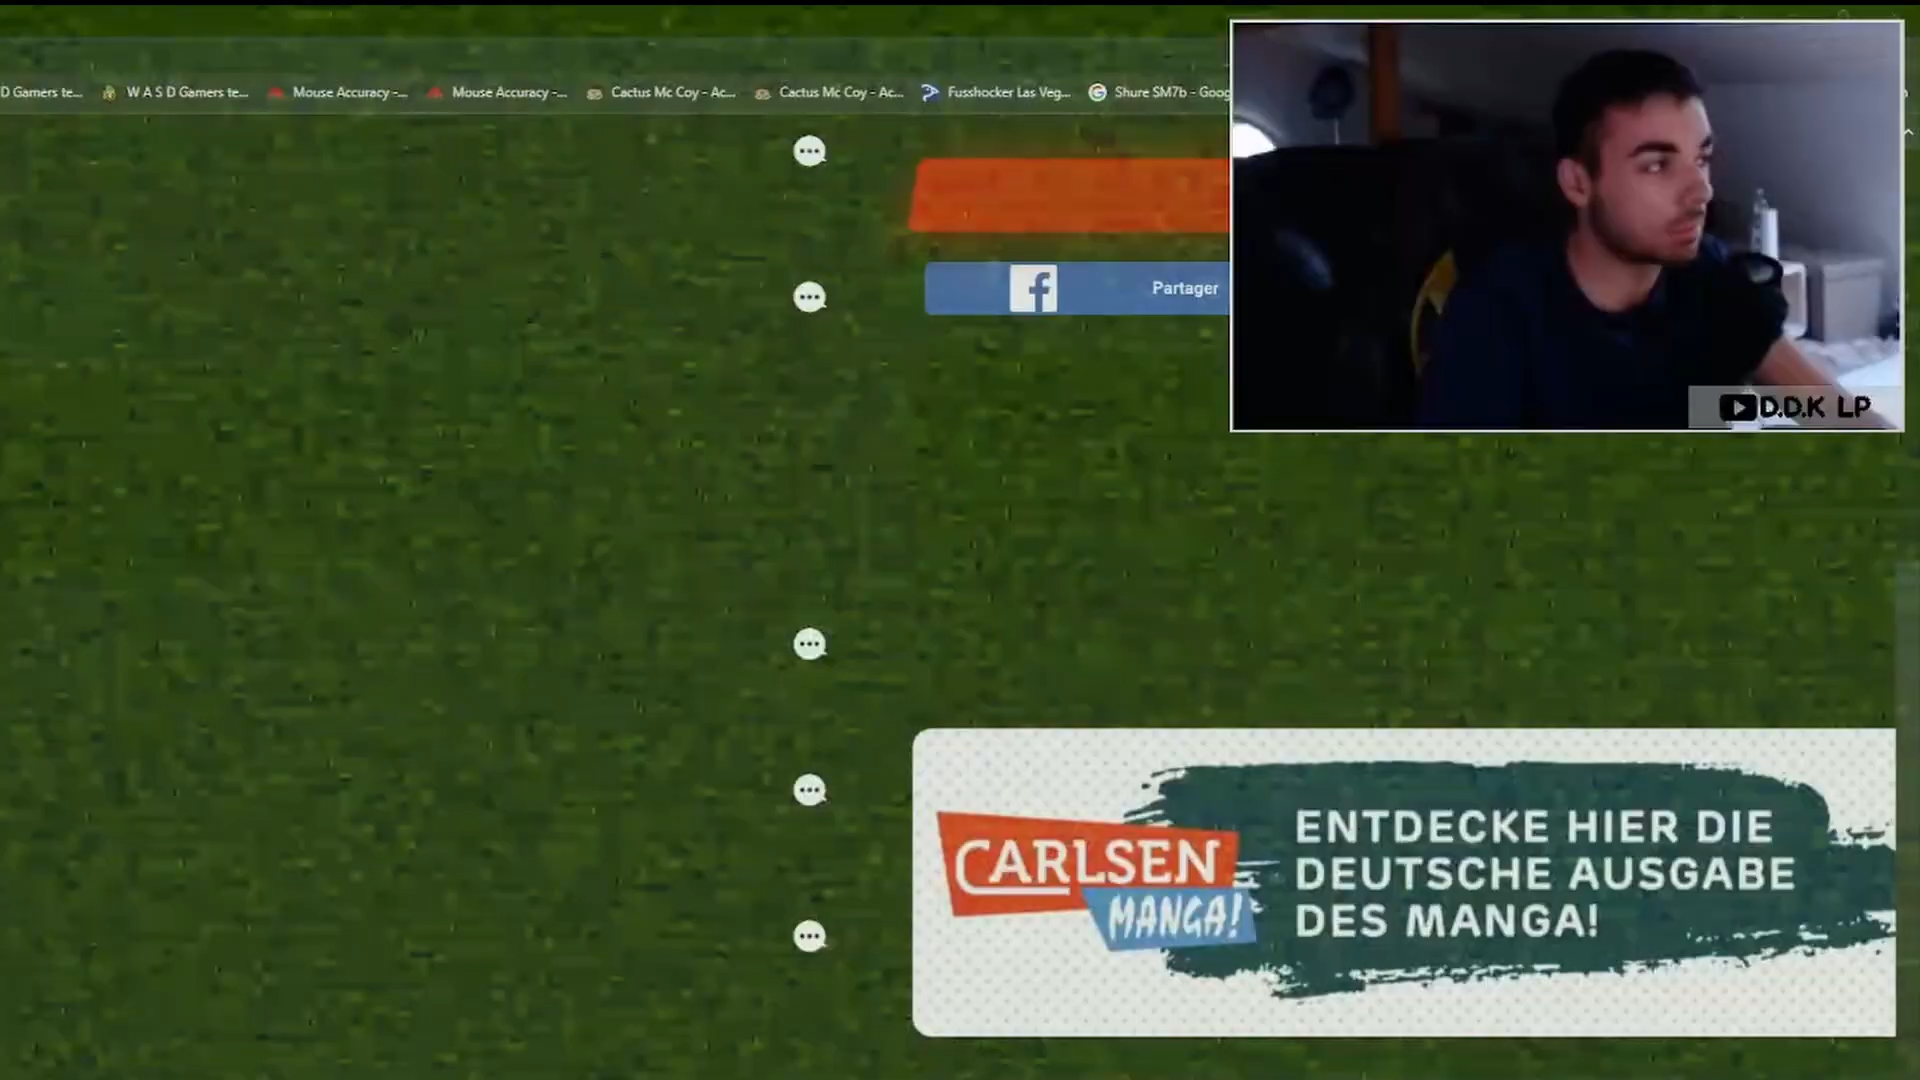 D Gamers te...
W A S D Gamers te...
Mouse Accuracy -...
Mouse Accuracy -...
Cactus Mc Coy - Ac...
Cactus Mc Coy - Ac...
Fusshocker Las Veg...
Shure SM7b - Goog
Partager
D.D.K LP
CARLSEN
MANGA!
ENTDECKE HIER DIE
DEUTSCHE AUSGABE
DES MANGA!